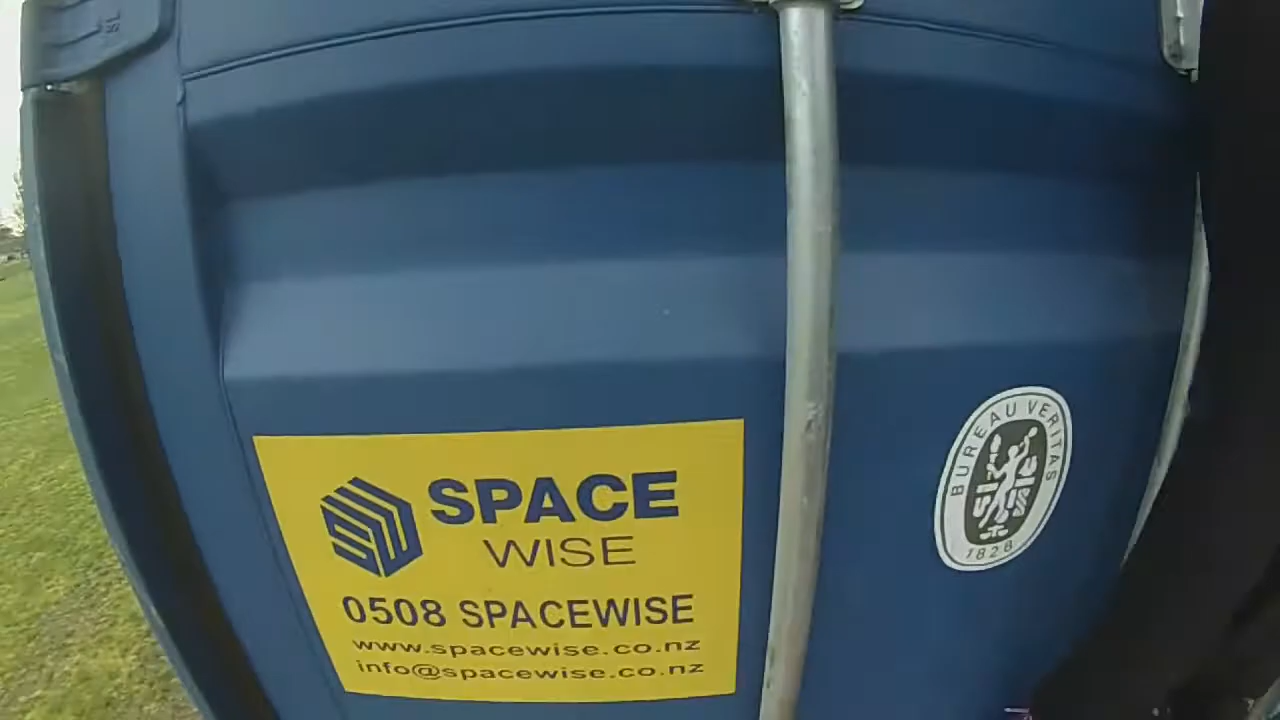 SPACE
WISE
0508 SPACEWISE
www.spacewise.co.nz
info@spacewise.co.nz
BUREAU VERITAS
1828